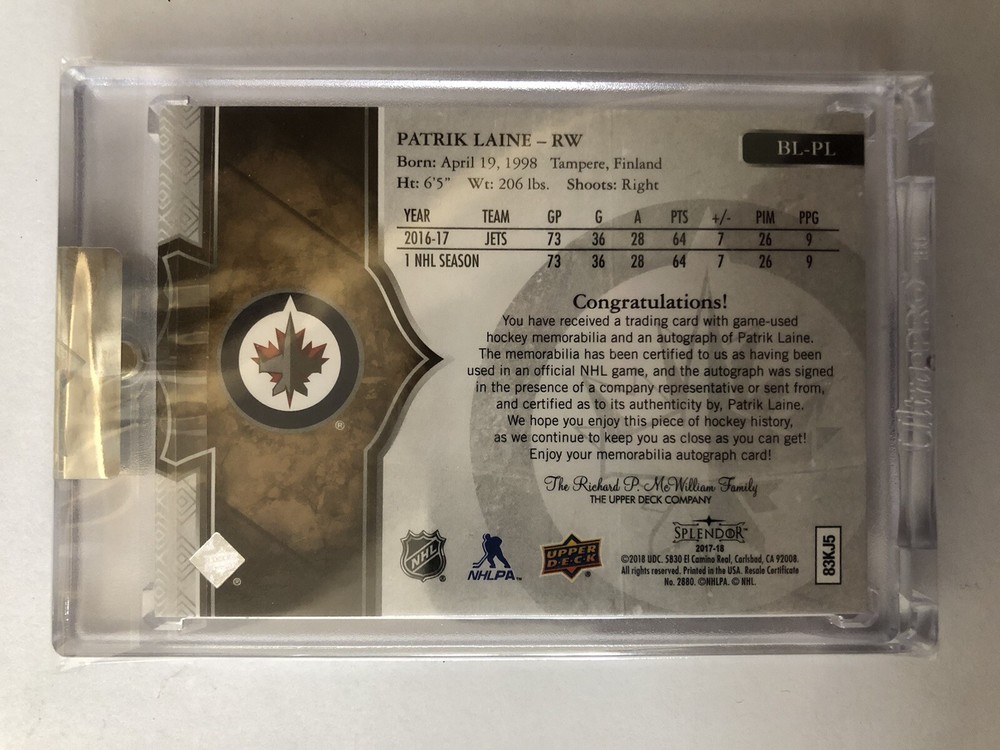 PATRIK LAINE – RW
BL-PL
Born: April 19, 1998 Tampere, Finland
Ht: 6'5" Wt: 206 lbs. Shoots: Right
YEAR TEAM GP G A PTS +/- PIM PPG
2016-17 JETS 73 36 28 64 7 26 9
1 NHL SEASON 73 36 28 64 7 26 9
Congratulations!
You have received a trading card with game-used
hockey memorabilia and an autograph of Patrik Laine.
The memorabilia has been certified to us as having been
used in an official NHL game, and the autograph was signed
in the presence of a company representative or sent from,
and certified as to its authenticity by, Patrik Laine.
We hope you enjoy this piece of hockey history,
as we continue to keep you as close as you can get!
Enjoy your memorabilia autograph card!
The Richard P. McWilliam Family
THE UPPER DECK COMPANY
®
NHL
NHLPA™
UPPER
D·E·C·K
®
SPLENDOR™
2017-18
©2018 UDC. 5830 El Camino Real, Carlsbad, CA 92008.
All rights reserved. Printed in the USA. Resale Certificate
No. 2880. ©NHLPA. © NHL.
83KJ5
®
UltraPRO